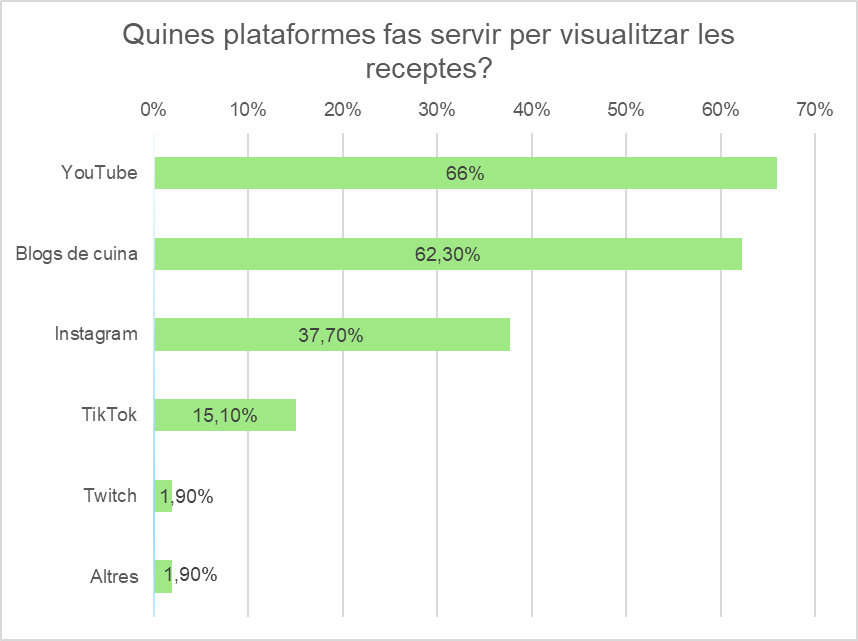 Quines plataformes fas servir per visualitzar les
receptes?
0% 10% 20% 30% 40% 50% 60% 70%
YouTube 66%
Blogs de cuina 62,30%
Instagram 37,70%
TikTok 15,10%
Twitch 1,90%
Altres 1,90%